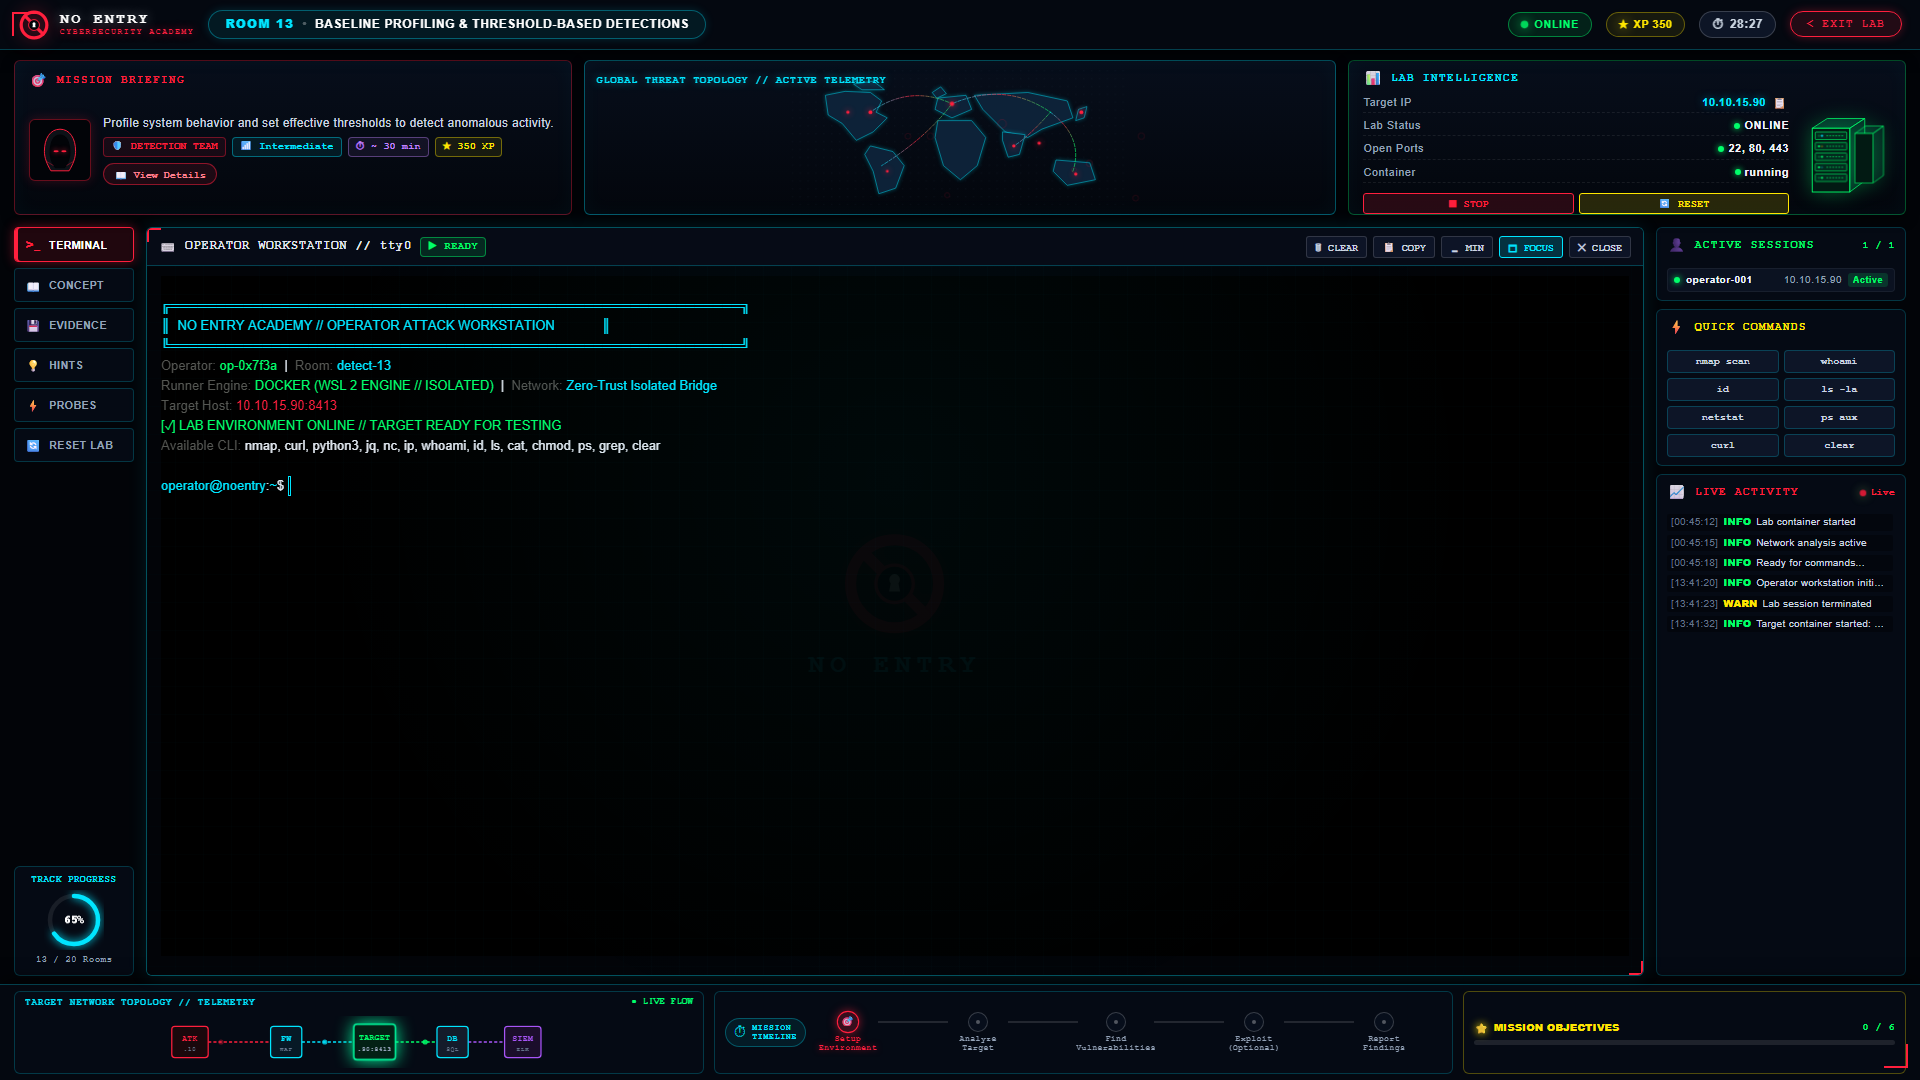 NO ENTRY
CYBERSECURITY ACADEMY
ROOM 13 • BASELINE PROFILING & THRESHOLD-BASED DETECTIONS
ONLINE
XP 350
28:27
< EXIT LAB
MISSION BRIEFING
Profile system behavior and set effective thresholds to detect anomalous activity.
DETECTION TEAM
Intermediate
~ 30 min
350 XP
View Details
GLOBAL THREAT TOPOLOGY // ACTIVE TELEMETRY
LAB INTELLIGENCE
Target IP 10.10.15.90
Lab Status ONLINE
Open Ports 22, 80, 443
Container running
STOP
RESET
>_ TERMINAL
CONCEPT
EVIDENCE
HINTS
PROBES
RESET LAB
TRACK PROGRESS
65%
13 / 20 Rooms
OPERATOR WORKSTATION // tty0
READY
CLEAR
COPY
_ MIN
FOCUS
CLOSE
NO ENTRY ACADEMY // OPERATOR ATTACK WORKSTATION
Operator: op-0x7f3a | Room: detect-13
Runner Engine: DOCKER (WSL 2 ENGINE // ISOLATED) | Network: Zero-Trust Isolated Bridge
Target Host: 10.10.15.90:8413
[✓] LAB ENVIRONMENT ONLINE // TARGET READY FOR TESTING
Available CLI: nmap, curl, python3, jq, nc, ip, whoami, id, ls, cat, chmod, ps, grep, clear
operator@noentry:~$
NO ENTRY
ACTIVE SESSIONS 1 / 1
operator-001 10.10.15.90 Active
QUICK COMMANDS
nmap scan
whoami
id
ls -la
netstat
ps aux
curl
clear
LIVE ACTIVITY Live
[00:45:12] INFO Lab container started
[00:45:15] INFO Network analysis active
[00:45:18] INFO Ready for commands...
[13:41:20] INFO Operator workstation initi...
[13:41:23] WARN Lab session terminated
[13:41:32] INFO Target container started: ...
TARGET NETWORK TOPOLOGY // TELEMETRY
LIVE FLOW
ATK
.10
FW
TARGET
.90:8413
DB
SQL
SIEM
MISSION
TIMELINE
Setup
Environment
Analyze
Target
Find
Vulnerabilities
Exploit
(Optional)
Report
Findings
MISSION OBJECTIVES 0 / 6